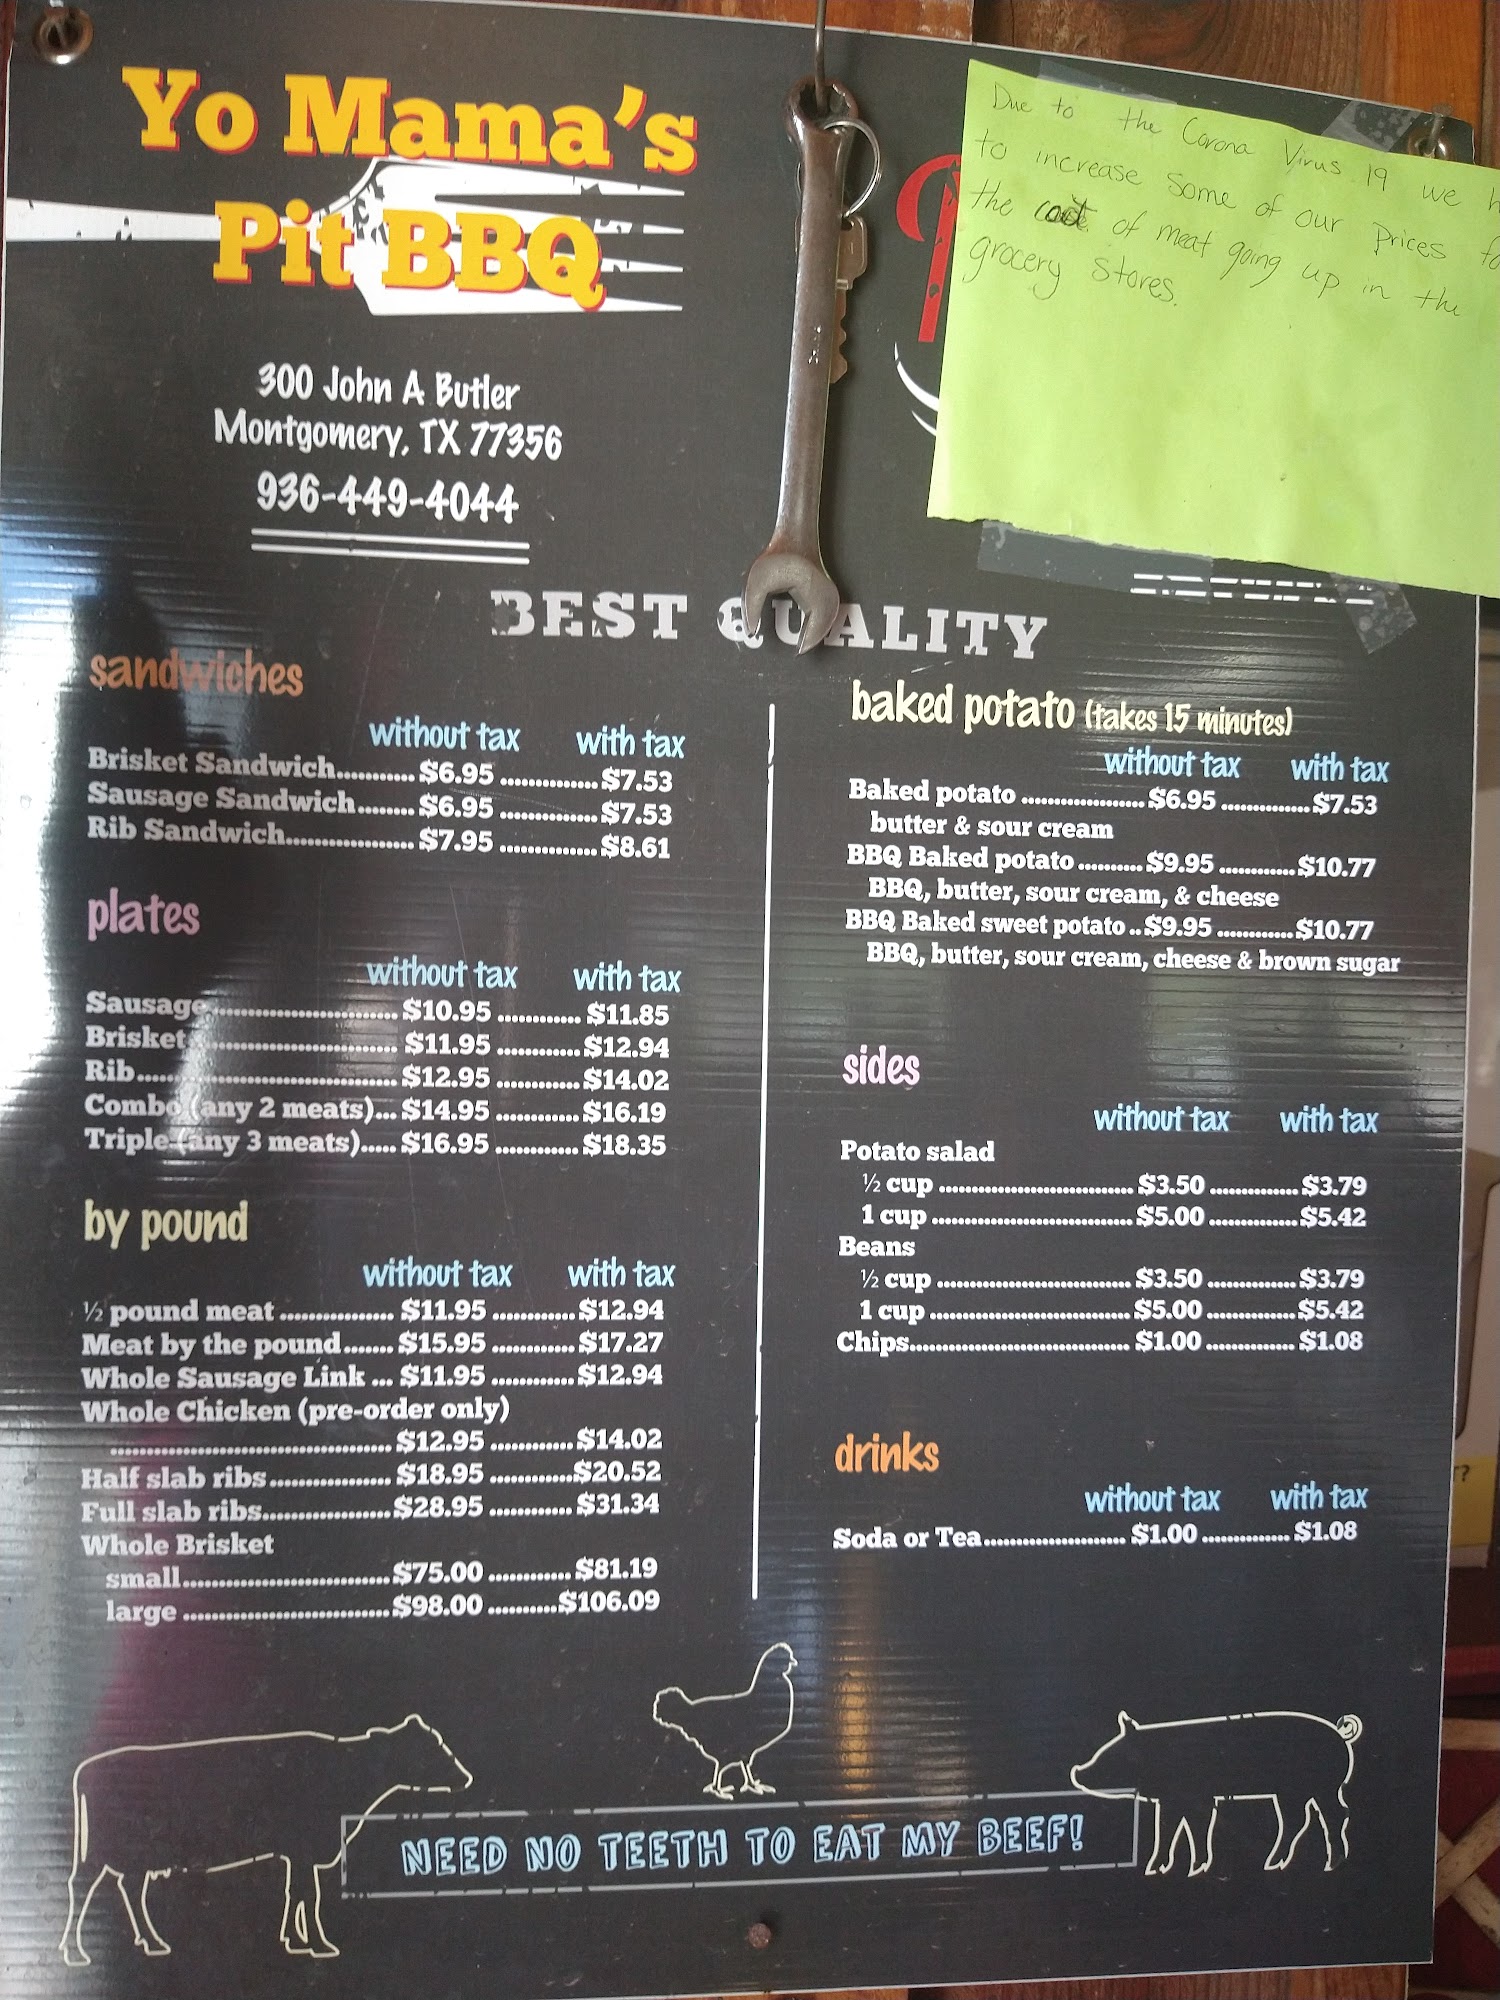 Yo Mama's
Pit BBQ
300 John A Butler
Montgomery, TX 77356
936-449-4044
Due to the Corona Virus 19 we
to increase some of our prices
the of meat going up in the
grocery stores.
BEST QUALITY
sandwiches
without tax with tax
Brisket Sandwich............ $6.95 ...............$7.53
Sausage Sandwich........ $6.95 ...............$7.53
Rib Sandwich.................... $7.95 ...............$8.61
plates
without tax with tax
Sausage............................. $10.95 ............. $11.85
Brisket................................ $11.95 .............$12.94
Rib........................................ $12.95 ............. $14.02
Combo (any 2 meats)... $14.95 .............$16.19
Triple (any 3 meats)..... $16.95 ............. $18.35
by pound
without tax with tax
½ pound meat .................. $11.95 .............$12.94
Meat by the pound........ $15.95 .............$17.27
Whole Sausage Link ... $11.95 .............$12.94
Whole Chicken (pre-order only)
............................................. $12.95 .............$14.02
Half slab ribs................... $18.95 .............$20.52
Full slab ribs....................$28.95 ............. $31.34
Whole Brisket
small.................................$75.00 ............. $81.19
large .................................$98.00 ...........$106.09
baked potato (takes 15 minutes)
without tax with tax
Baked potato ....................$6.95 ..............$7.53
butter & sour cream
BBQ Baked potato ..........$9.95 ............$10.77
BBQ, butter, sour cream, & cheese
BBQ Baked sweet potato ..$9.95 ............$10.77
BBQ, butter, sour cream, cheese & brown sugar
sides
without tax with tax
Potato salad
½ cup ................................ $3.50 ............... $3.79
1 cup .................................$5.00 ...............$5.42
Beans
½ cup ................................ $3.50 ...............$3.79
1 cup .................................$5.00 ...............$5.42
Chips.................................... $1.00 ............... $1.08
drinks
without tax with tax
Soda or Tea....................... $1.00 ............... $1.08
NEED NO TEETH TO EAT MY BEEF!